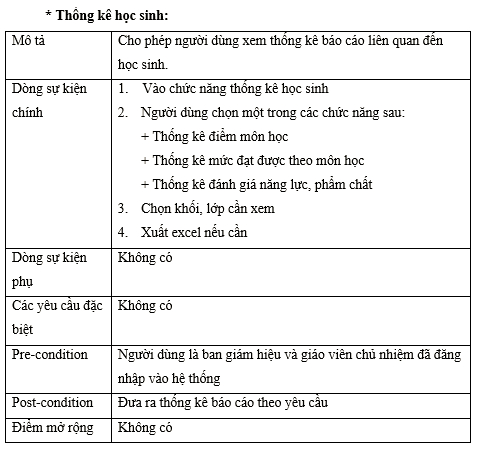 * Thống kê học sinh:
Mô tả
Cho phép người dùng xem thống kê báo cáo liên quan đến
học sinh.
Dòng sự kiện
chính
1. Vào chức năng thống kê học sinh
2. Người dùng chọn một trong các chức năng sau:
+ Thống kê điểm môn học
+ Thống kê mức đạt được theo môn học
+ Thống kê đánh giá năng lực, phẩm chất
3. Chọn khối, lớp cần xem
4. Xuất excel nếu cần
Dòng sự kiện
phụ
Không có
Các yêu cầu đặc
biệt
Không có
Pre-condition
Người dùng là ban giám hiệu và giáo viên chủ nhiệm đã đăng
nhập vào hệ thống
Post-condition
Đưa ra thống kê báo cáo theo yêu cầu
Điểm mở rộng
Không có